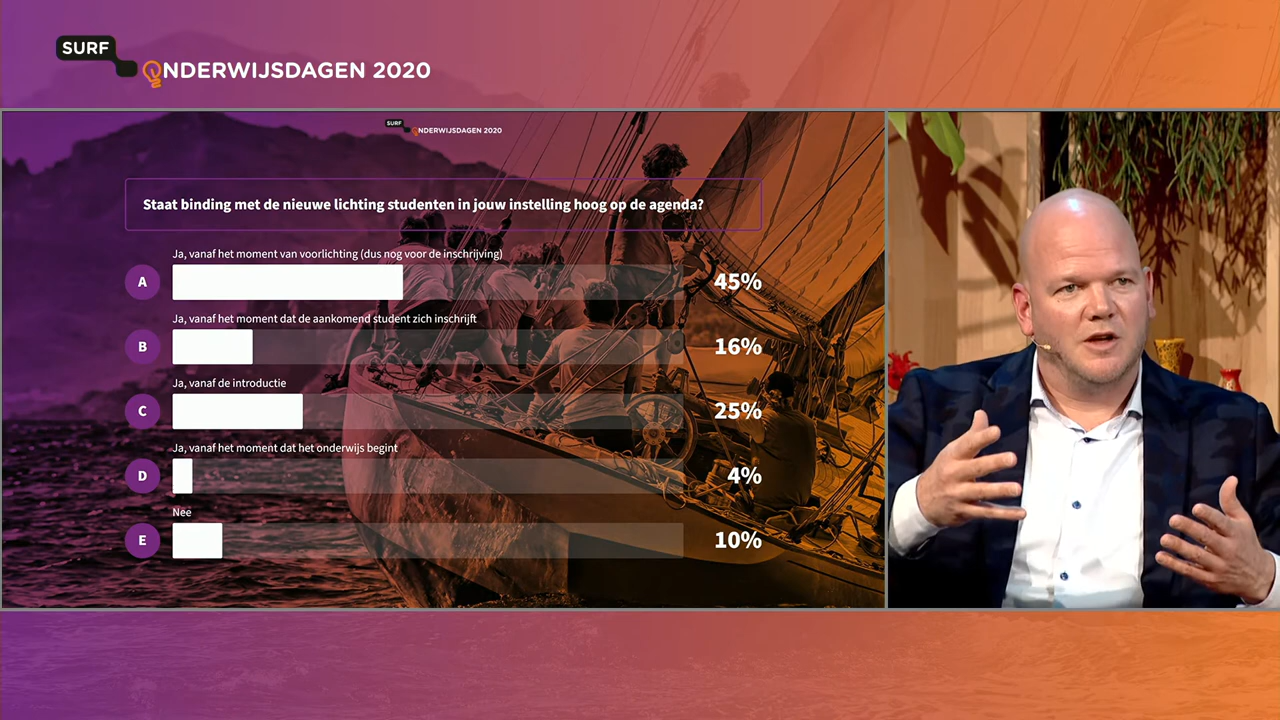 SURF
ONDERWIJSDAGEN 2020
SURF
ONDERWIJSDAGEN 2020
Staat binding met de nieuwe lichting studenten in jouw instelling hoog op de agenda?
Ja, vanaf het moment van voorlichting (dus nog voor de inschrijving)
A 45%
Ja, vanaf het moment dat de aankomend student zich inschrijft
B 16%
Ja, vanaf de introductie
C 25%
Ja, vanaf het moment dat het onderwijs begint
D 4%
Nee
E 10%